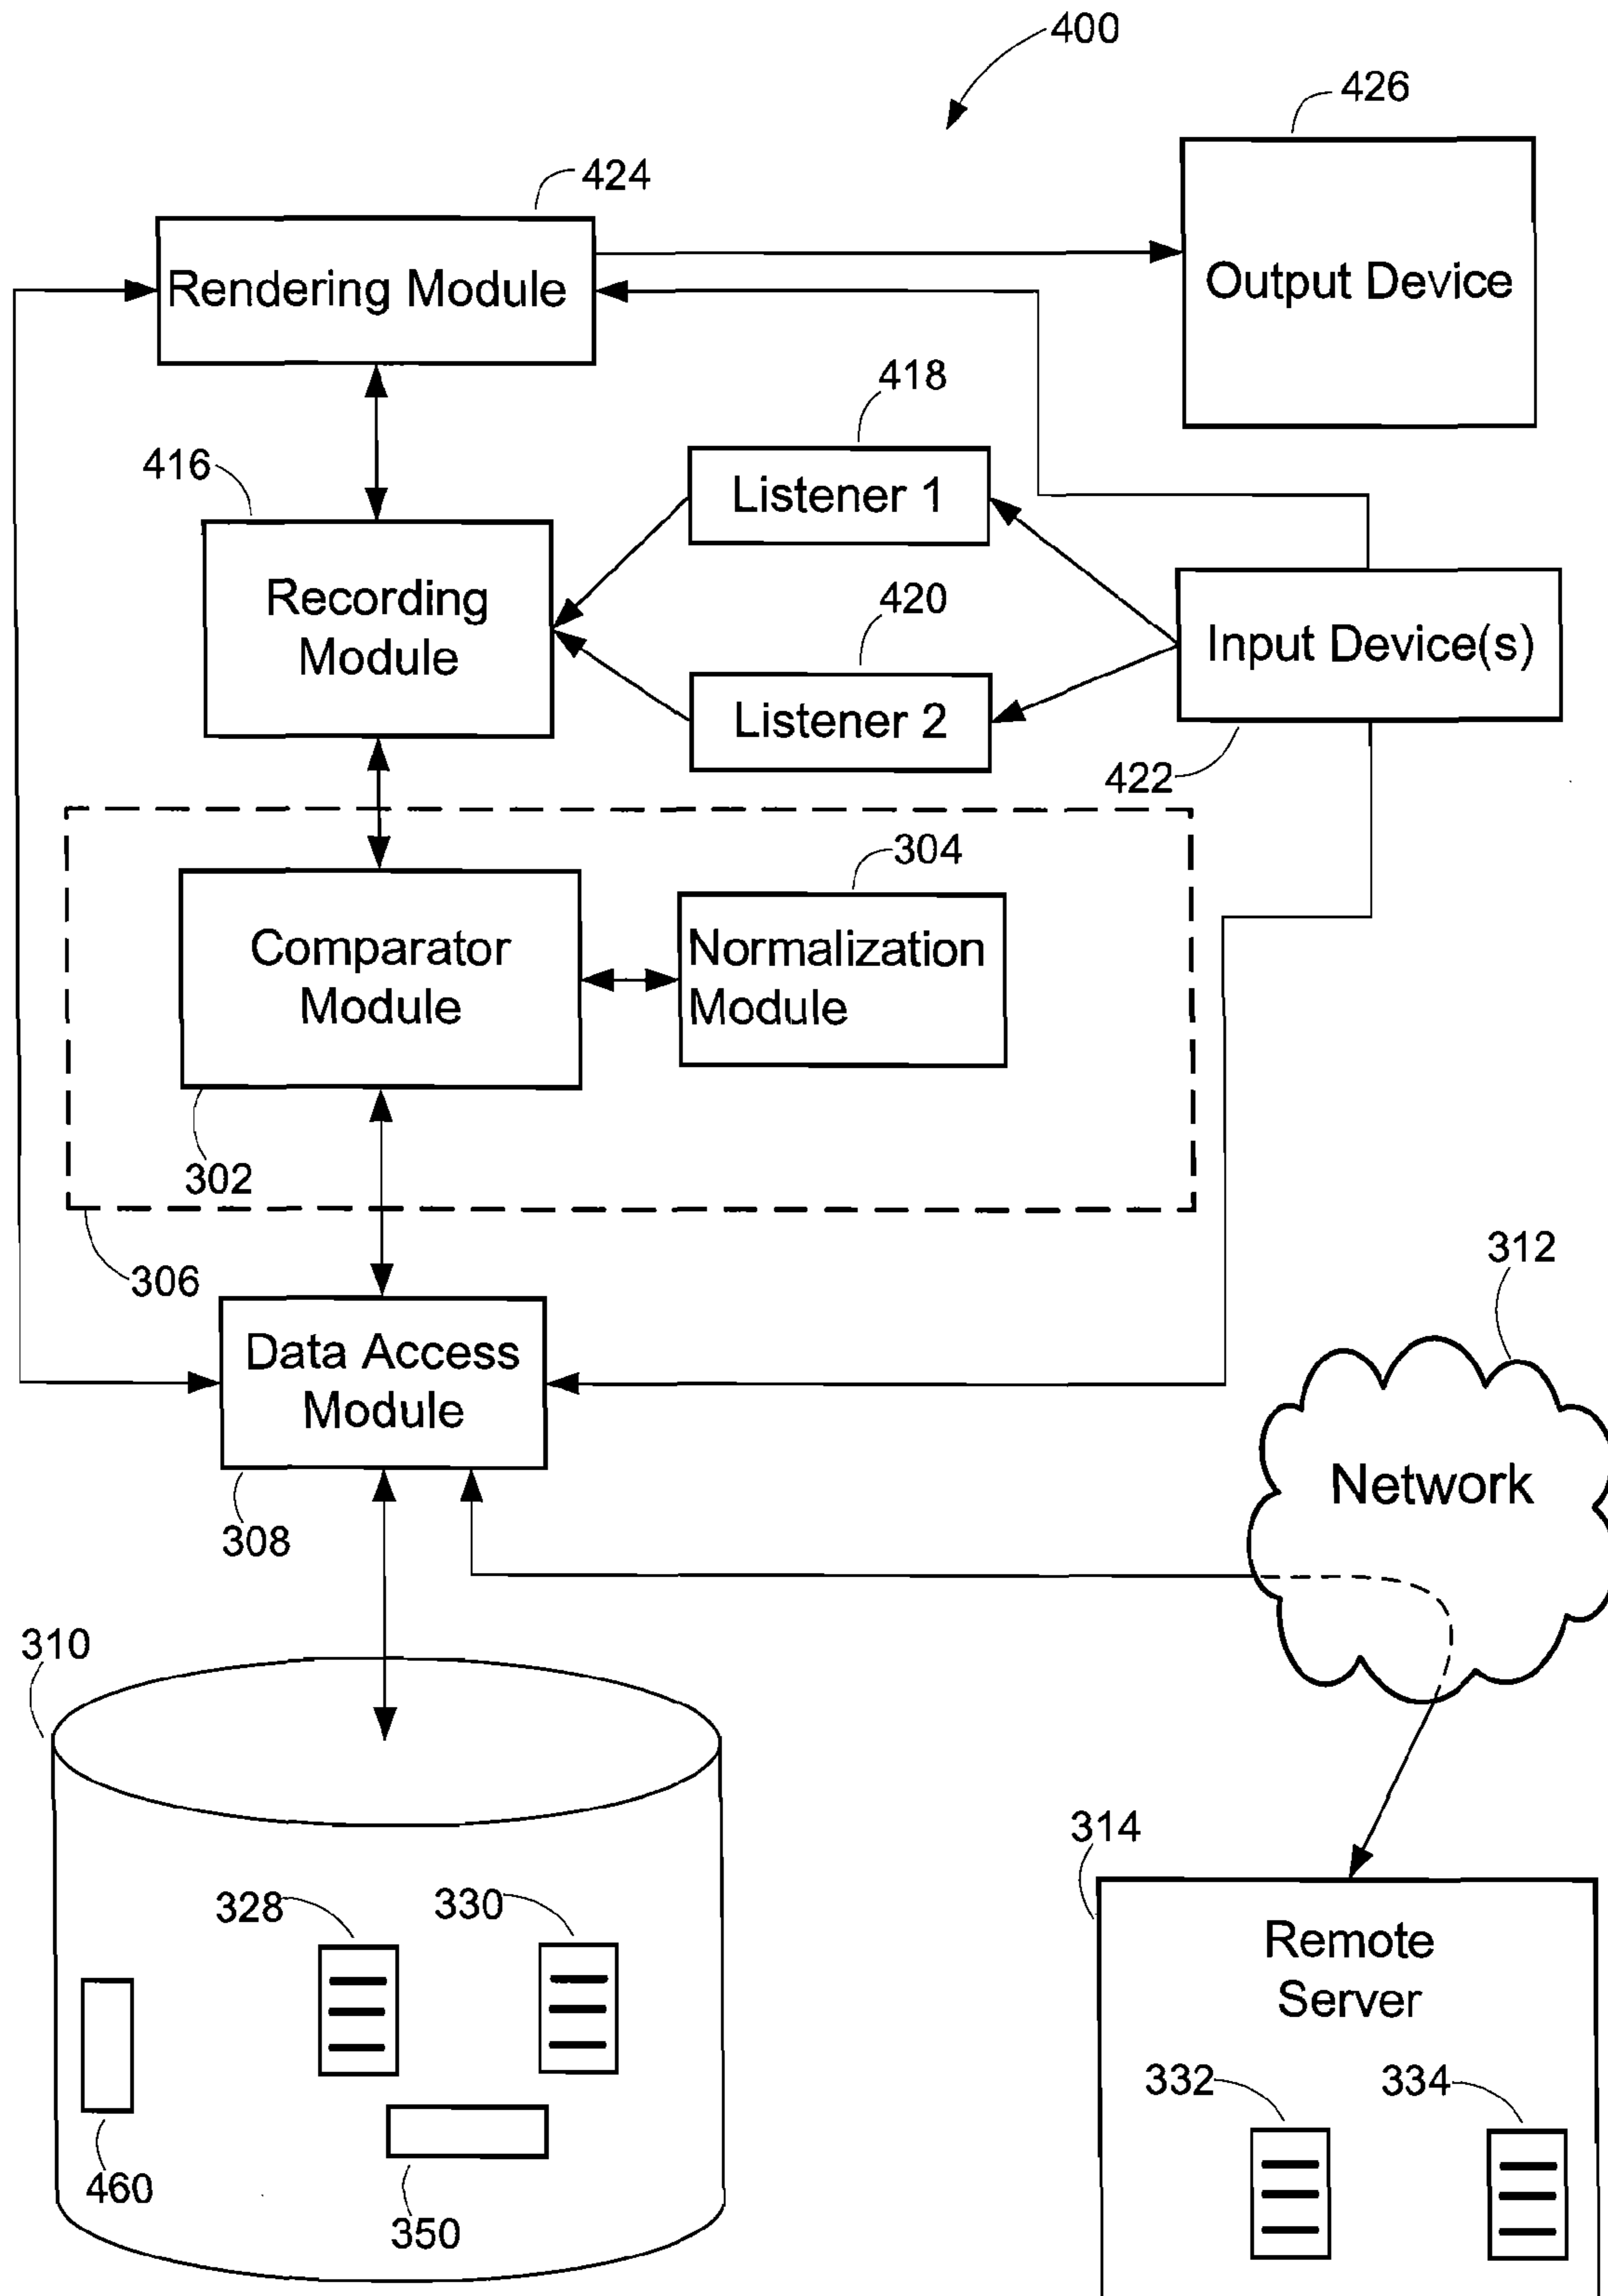 400
426
424
Rendering Module
Output Device
418
416
Listener 1
Recording
Module
420
Input Device(s)
Listener 2
422
304
Comparator
Module
Normalization
Module
302
306
312
Data Access
Module
Network
308
310
314
328
330
Remote
Server
332
334
460
350